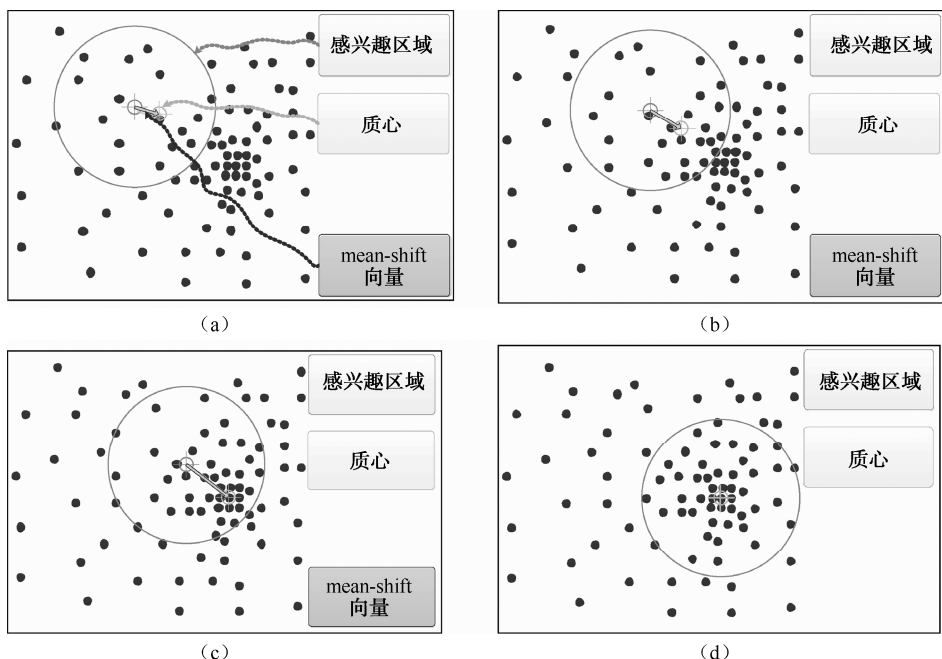 感兴趣区域
质心
mean-shift
向量
（a）
感兴趣区域
质心
mean-shift
向量
（b）
感兴趣区域
质心
mean-shift
向量
（c）
感兴趣区域
质心
（d）